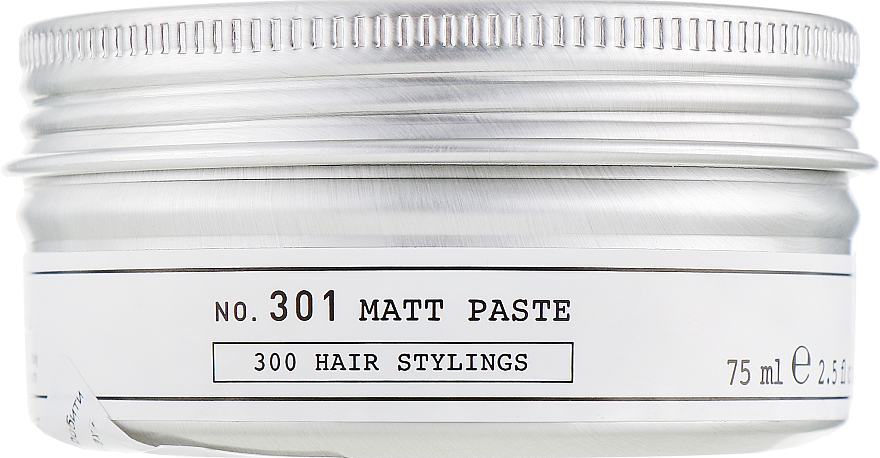 NO. 301 MATT PASTE
300 HAIR STYLINGS
75 ml ℮ 2.5 fl